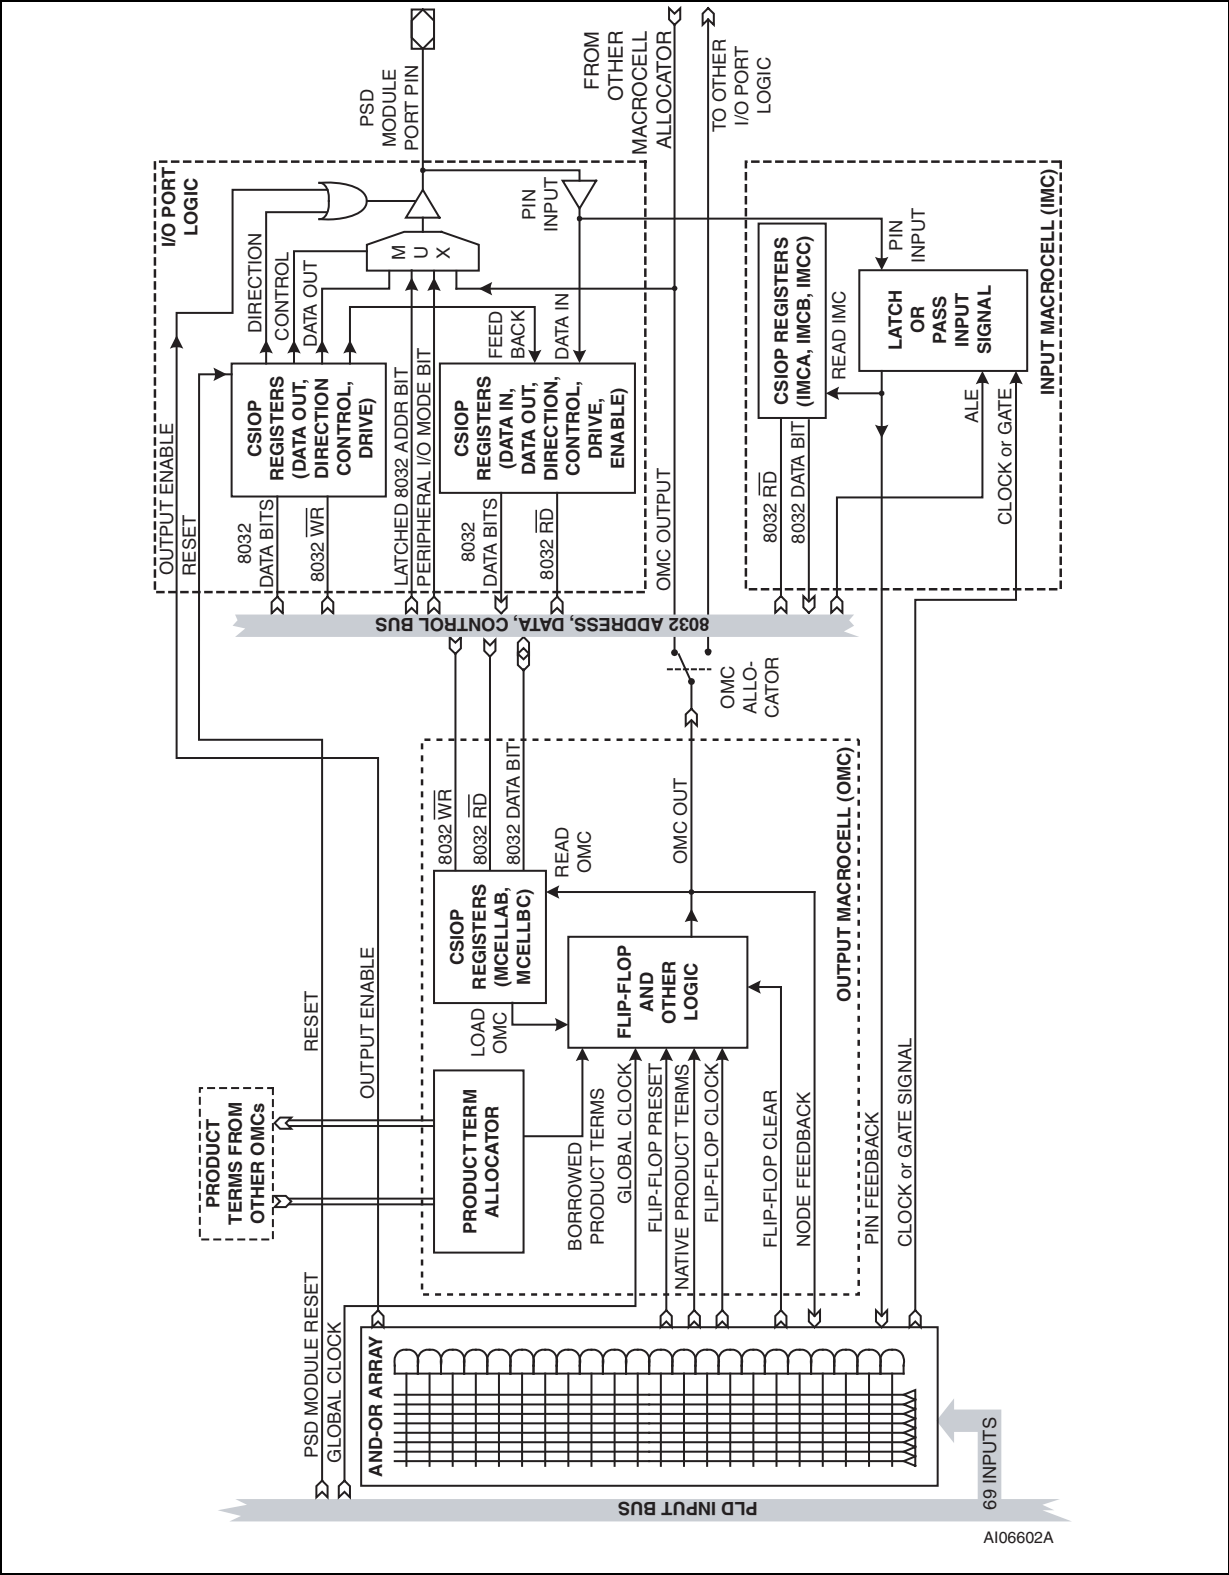 PSD
MODULE
PORT PIN
FROM
OTHER
MACROCELL
ALLOCATOR
TO OTHER
I/O PORT
LOGIC
I/O PORT
LOGIC
OUTPUT ENABLE
RESET
DIRECTION
CONTROL
DATA OUT
M
U
X
PIN
INPUT
FEED
BACK
DATA IN
CSIOP
REGISTERS
(DATA OUT,
DIRECTION
CONTROL,
DRIVE)
8032
DATA BITS
8032 WR
LATCHED 8032 ADDR BIT
PERIPHERAL I/O MODE BIT
CSIOP
REGISTERS
(DATA IN,
DATA OUT,
DIRECTION,
CONTROL,
DRIVE,
ENABLE)
8032
DATA BITS
8032 RD
OMC OUTPUT
CSIOP REGISTERS
(IMCA, IMCB, IMCC)
READ IMC
PIN
INPUT
LATCH
OR
PASS
INPUT
SIGNAL
ALE
CLOCK or GATE
8032 RD
8032 DATA BIT
INPUT MACROCELL (IMC)
8032 ADDRESS, DATA, CONTROL BUS
OMC
ALLO-
CATOR
8032 WR
8032 RD
8032 DATA BIT
READ
OMC
OMC OUT
OUTPUT MACROCELL (OMC)
CSIOP
REGISTERS
(MCELLAB,
MCELLBC)
LOAD
OMC
FLIP-FLOP
AND
OTHER
LOGIC
RESET
OUTPUT ENABLE
PRODUCT
TERMS FROM
OTHER OMCs
PRODUCT TERM
ALLOCATOR
BORROWED
PRODUCT TERMS
GLOBAL CLOCK
FLIP-FLOP PRESET
NATIVE PRODUCT TERMS
FLIP-FLOP CLOCK
FLIP-FLOP CLEAR
NODE FEEDBACK
PIN FEEDBACK
CLOCK or GATE SIGNAL
PSD MODULE RESET
GLOBAL CLOCK
AND-OR ARRAY
PLD INPUT BUS
69 INPUTS
AI06602A